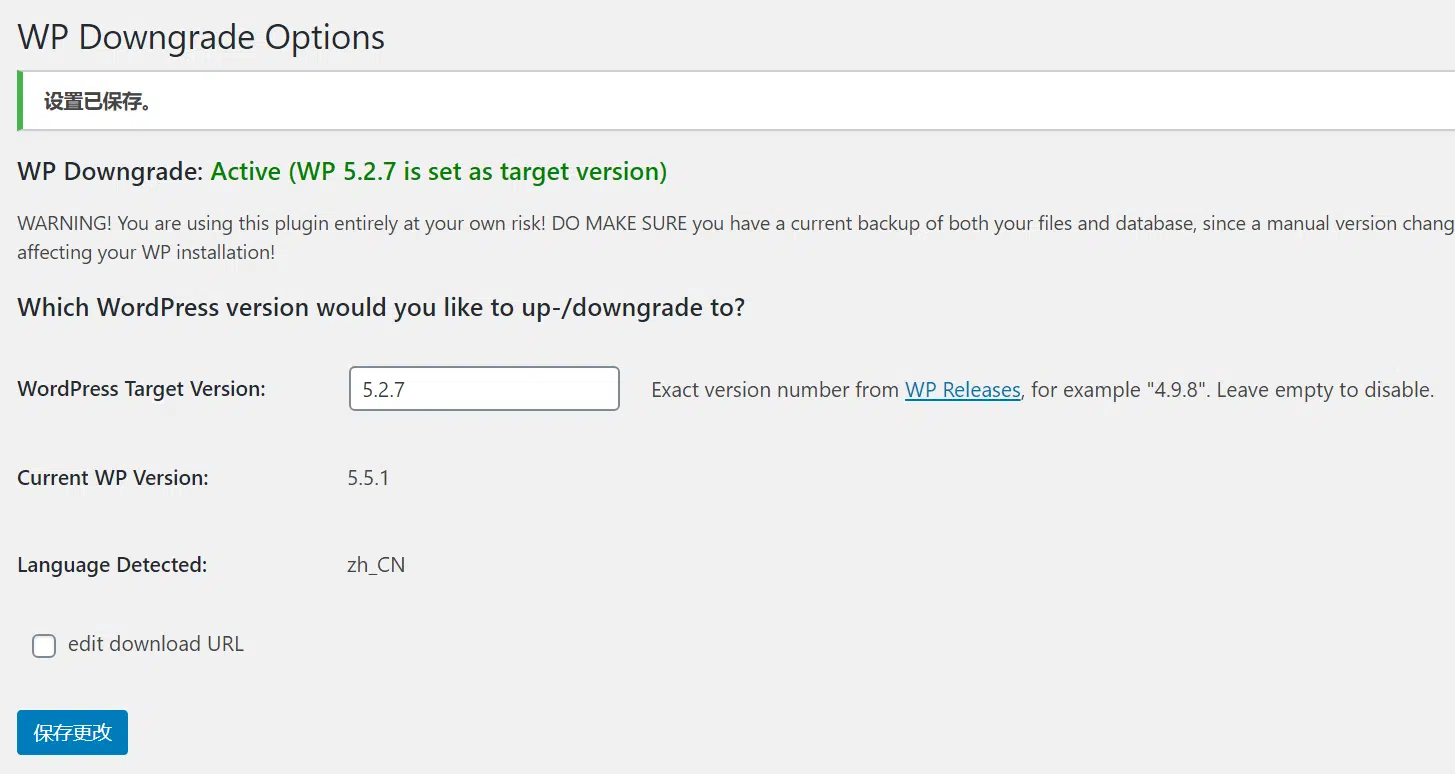 WP Downgrade Options
设置已保存。
WP Downgrade: Active (WP 5.2.7 is set as target version)
WARNING! You are using this plugin entirely at your own risk! DO MAKE SURE you have a current backup of both your files and database, since a manual version chang
affecting your WP installation!
Which WordPress version would you like to up-/downgrade to?
WordPress Target Version: 5.2.7 Exact version number from WP Releases, for example "4.9.8". Leave empty to disable.
Current WP Version: 5.5.1
Language Detected: zh_CN
edit download URL
保存更改